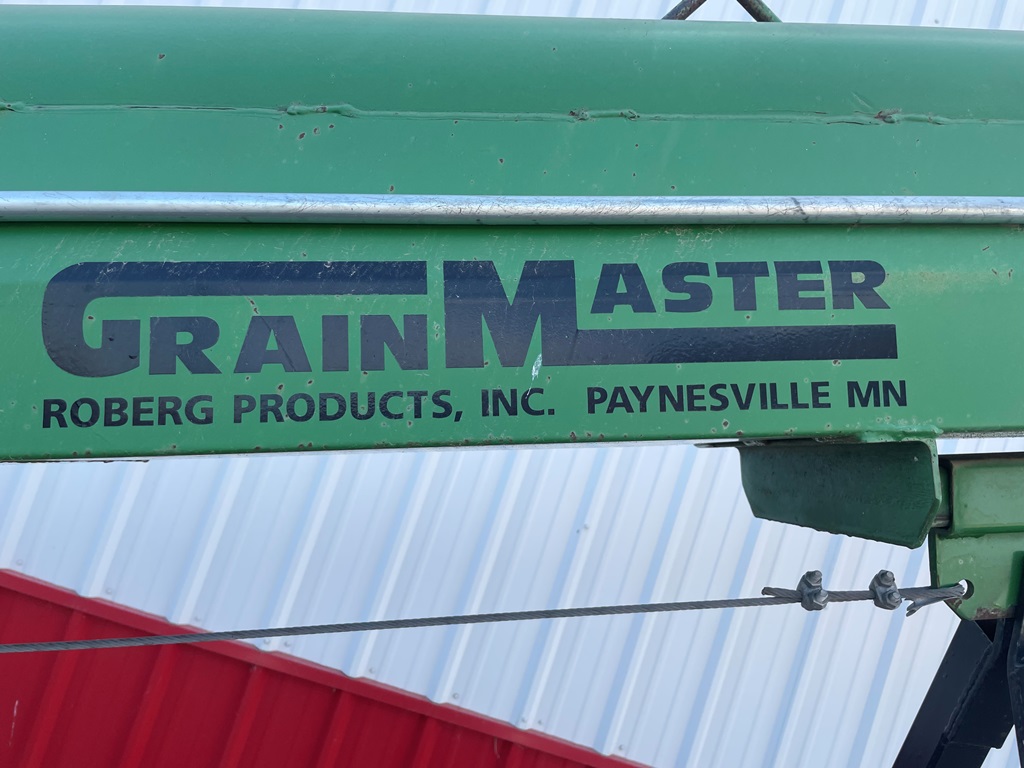 GRAINMASTER
ROBERG PRODUCTS, INC. PAYNESVILLE MN